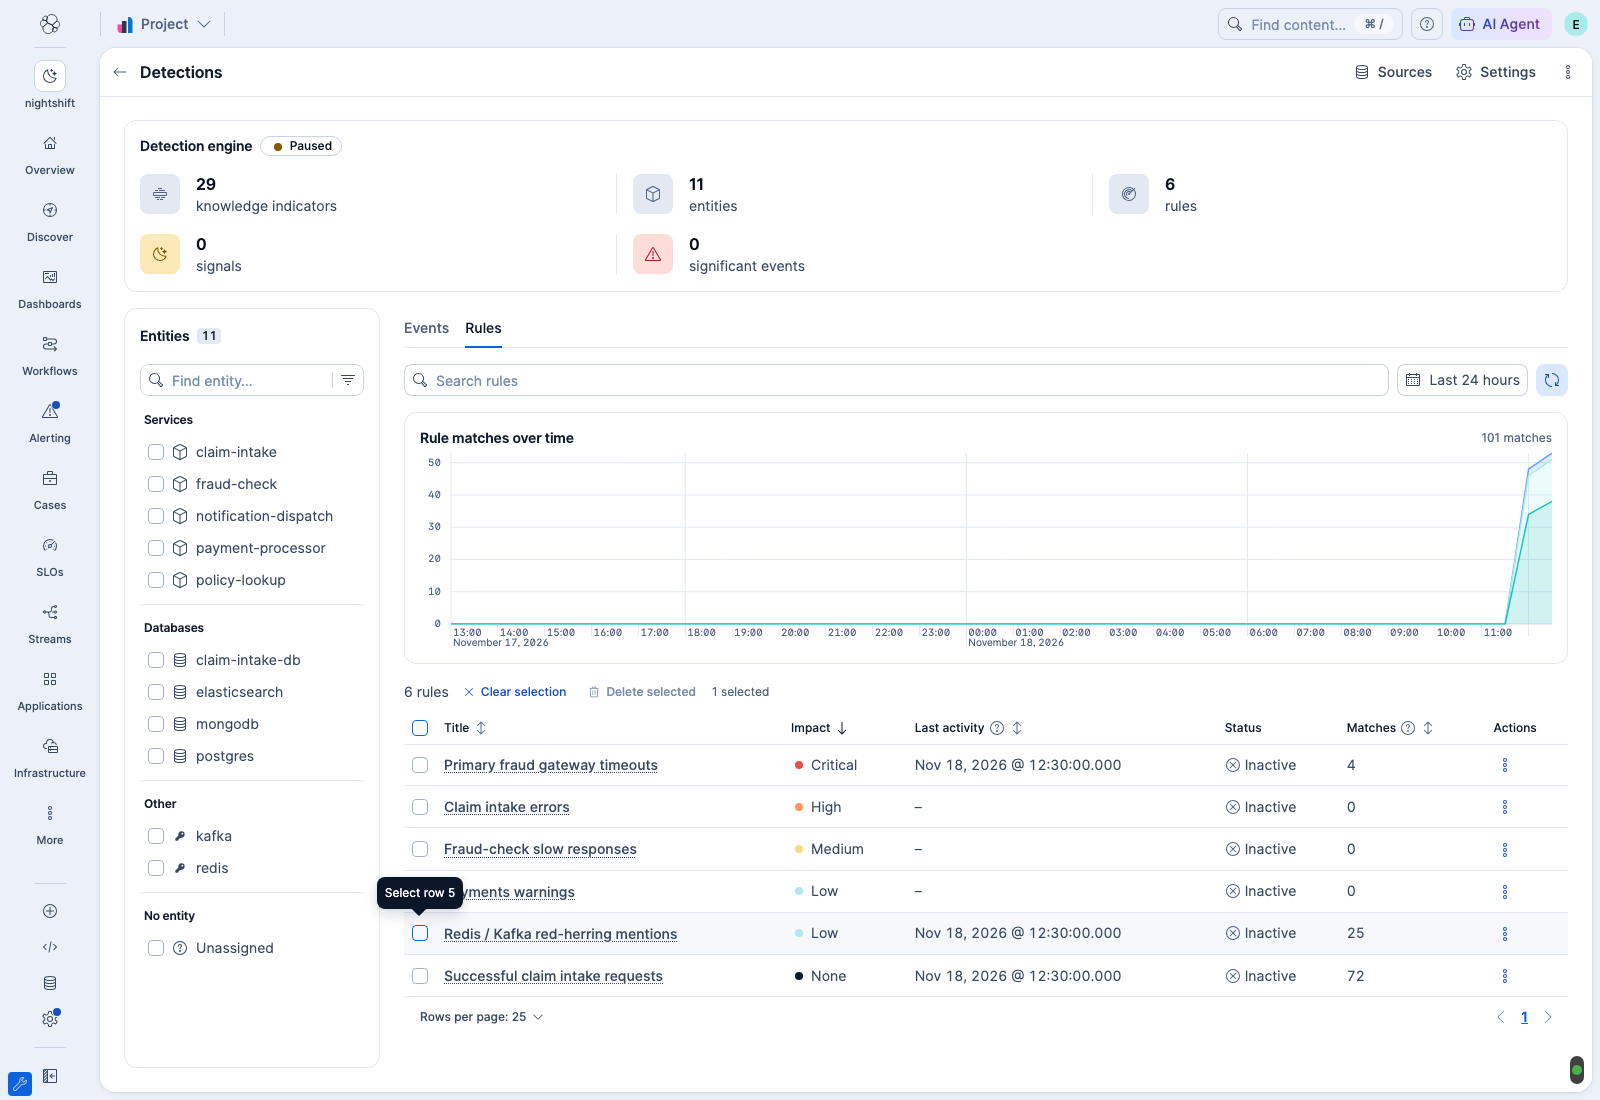 Project
Find content...
⌘ /
AI Agent
E
nightshift
Overview
Discover
Dashboards
Workflows
Alerting
Cases
SLOs
Streams
Applications
Infrastructure
More
Detections
Sources
Settings
Detection engine
Paused
29
knowledge indicators
11
entities
6
rules
0
signals
0
significant events
Entities 11
Find entity...
Services
claim-intake
fraud-check
notification-dispatch
payment-processor
policy-lookup
Databases
claim-intake-db
elasticsearch
mongodb
postgres
Other
kafka
redis
No entity
Unassigned
Events Rules
Search rules
Last 24 hours
Rule matches over time
101 matches
50
40
30
20
10
0
13:00 14:00 15:00 16:00 17:00 18:00 19:00 20:00 21:00 22:00 23:00 00:00 01:00 02:00 03:00 04:00 05:00 06:00 07:00 08:00 09:00 10:00 11:00
November 17, 2026 November 18, 2026
6 rules Clear selection Delete selected 1 selected
Title Impact Last activity Status Matches Actions
Primary fraud gateway timeouts Critical Nov 18, 2026 @ 12:30:00.000 Inactive 4
Claim intake errors High – Inactive 0
Fraud-check slow responses Medium – Inactive 0
yments warnings Low – Inactive 0
Select row 5
Redis / Kafka red-herring mentions Low Nov 18, 2026 @ 12:30:00.000 Inactive 25
Successful claim intake requests None Nov 18, 2026 @ 12:30:00.000 Inactive 72
Rows per page: 25
1